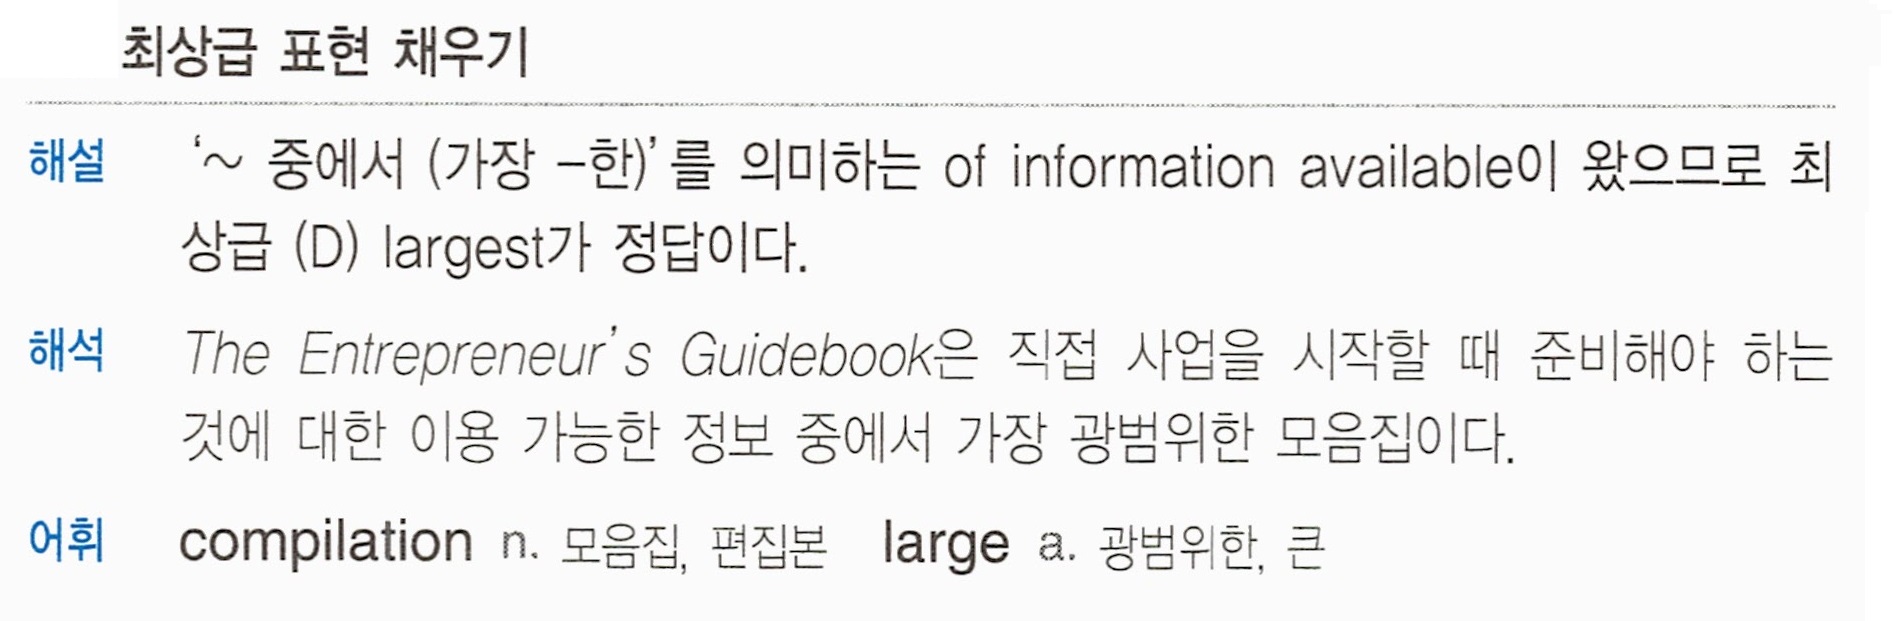 최상급 표현 채우기
해설 '~ 중에서 (가장 –한)'를 의미하는 of information available이 왔으므로 최
상급 (D) largest가 정답이다.
해석 The Entrepreneur's Guidebook은 직접 사업을 시작할 때 준비해야 하는
것에 대한 이용 가능한 정보 중에서 가장 광범위한 모음집이다.
어휘 compilation n. 모음집, 편집본 large a. 광범위한, 큰